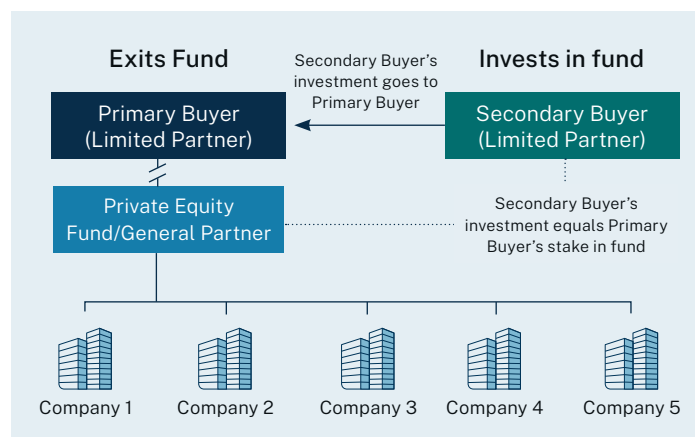 Exits Fund
Secondary Buyer's
investment goes to
Primary Buyer
Invests in fund
Primary Buyer
(Limited Partner)
Secondary Buyer
(Limited Partner)
Private Equity
Fund/General Partner
Secondary Buyer's
investment equals Primary
Buyer's stake in fund
Company 1
Company 2
Company 3
Company 4
Company 5